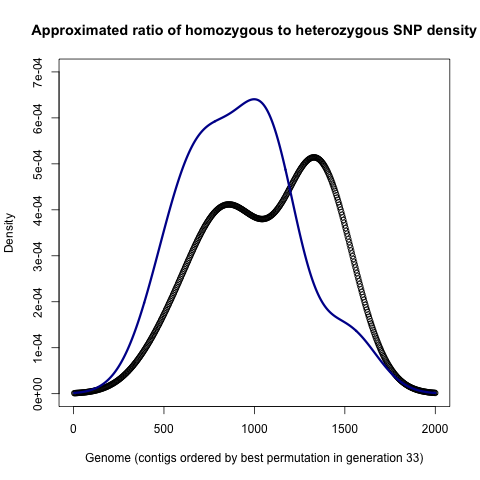 Approximated ratio of homozygous to heterozygous SNP density
7e-04
6e-04
5e-04
4e-04
3e-04
2e-04
1e-04
0e+00
Density
0 500 1000 1500 2000
Genome (contigs ordered by best permutation in generation 33)